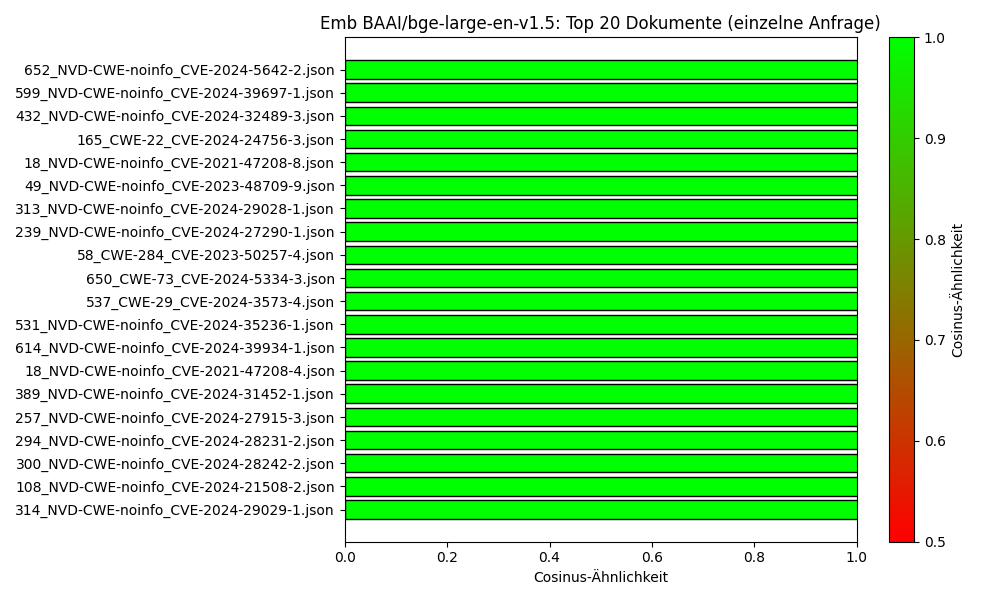 Emb BAAI/bge-large-en-v1.5: Top 20 Dokumente (einzelne Anfrage)
652_NVD-CWE-noinfo_CVE-2024-5642-2.json
599_NVD-CWE-noinfo_CVE-2024-39697-1.json
432_NVD-CWE-noinfo_CVE-2024-32489-3.json
165_CWE-22_CVE-2024-24756-3.json
18_NVD-CWE-noinfo_CVE-2021-47208-8.json
49_NVD-CWE-noinfo_CVE-2023-48709-9.json
313_NVD-CWE-noinfo_CVE-2024-29028-1.json
239_NVD-CWE-noinfo_CVE-2024-27290-1.json
58_CWE-284_CVE-2023-50257-4.json
650_CWE-73_CVE-2024-5334-3.json
537_CWE-29_CVE-2024-3573-4.json
531_NVD-CWE-noinfo_CVE-2024-35236-1.json
614_NVD-CWE-noinfo_CVE-2024-39934-1.json
18_NVD-CWE-noinfo_CVE-2021-47208-4.json
389_NVD-CWE-noinfo_CVE-2024-31452-1.json
257_NVD-CWE-noinfo_CVE-2024-27915-3.json
294_NVD-CWE-noinfo_CVE-2024-28231-2.json
300_NVD-CWE-noinfo_CVE-2024-28242-2.json
108_NVD-CWE-noinfo_CVE-2024-21508-2.json
314_NVD-CWE-noinfo_CVE-2024-29029-1.json
0.0 0.2 0.4 0.6 0.8 1.0
Cosinus-Ähnlichkeit
1.0
0.9
0.8
0.7
0.6
0.5
Cosinus-Ähnlichkeit